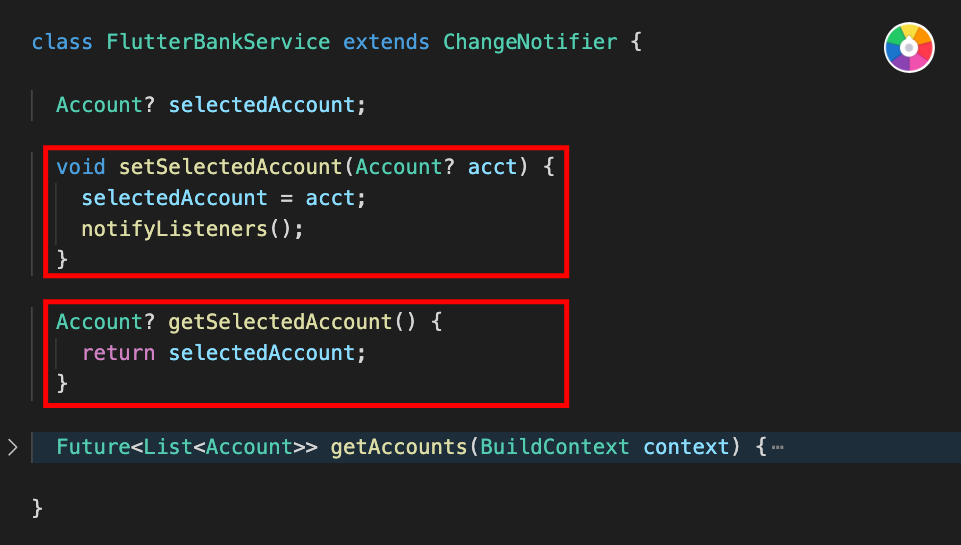 class FlutterBankService extends ChangeNotifier {
Account? selectedAccount;
void setSelectedAccount(Account? acct) {
selectedAccount = acct;
notifyListeners();
}
Account? getSelectedAccount() {
return selectedAccount;
}
Future<List<Account>> getAccounts(BuildContext context) {⋯
}